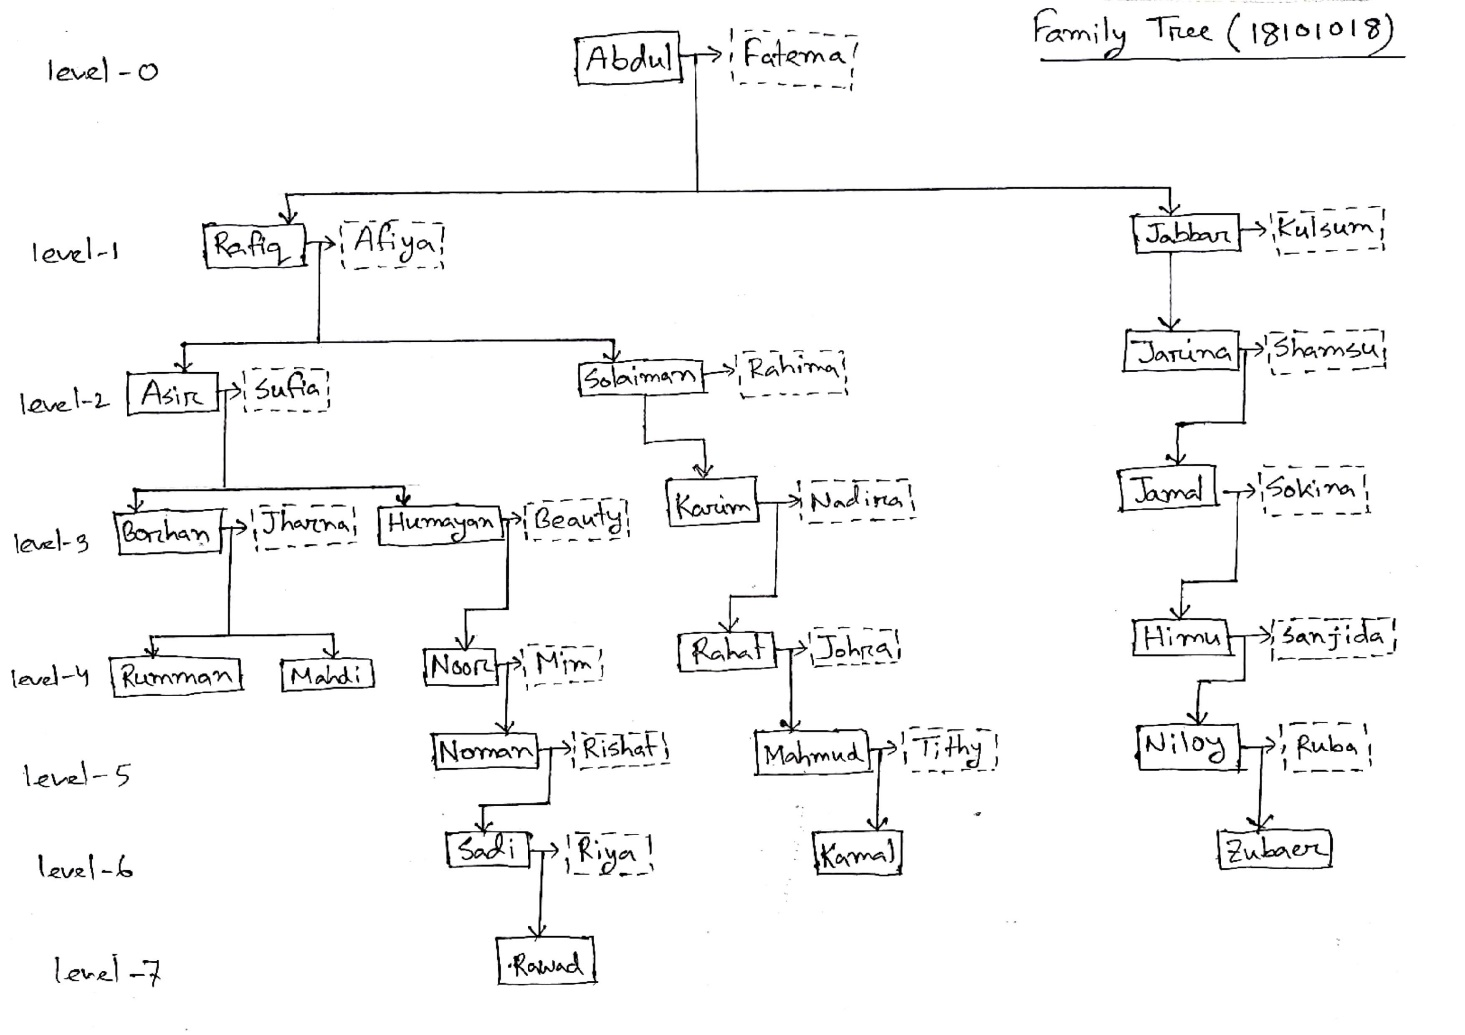 Family Tree (18101018)
level-0 Abdul Fatema
level-1 Rafiq Afiya Jabbar Kulsum
level-2 Asir Sufia Solaiman Rahima Jarina Shamsu
level-3 Borhan Jharna Humayan Beauty Karim Nadira Jamal Sokina
level-4 Rumman Mahdi Noor Mim Rahat Johra Himu Sanjida
level-5 Noman Rishat Mahmud Tithy Niloy Ruba
level-6 Sadi Riya Kamal Zubaer
level-7 Rawad